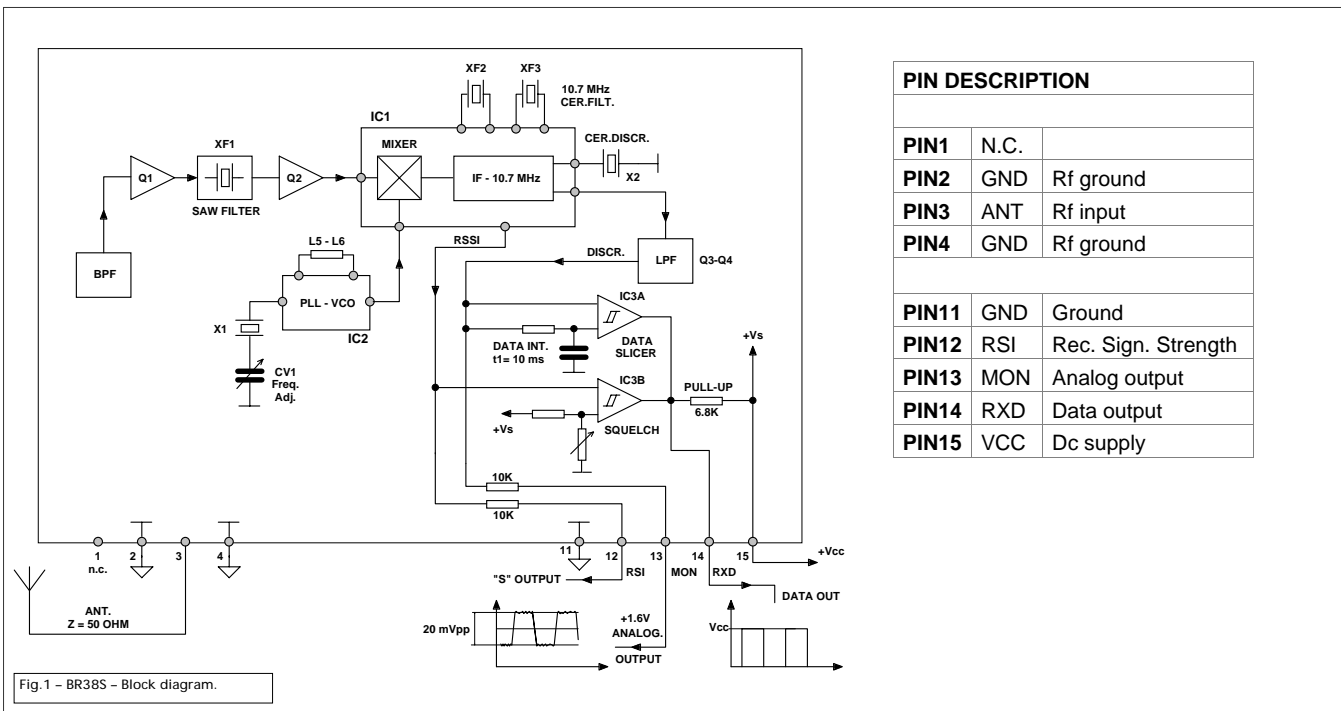 XF2
XF3
10.7 MHz
CER.FILT.
IC1
XF1
MIXER
CER.DISCR.
Q1
Q2
IF - 10.7 MHz
X2
SAW FILTER
RSSI
L5 - L6
DISCR.
LPF
Q3-Q4
BPF
PLL - VCO
IC3A
X1
IC2
+Vs
DATA INT.
t1= 10 ms
DATA
SLICER
CV1
Freq.
Adj.
IC3B
PULL-UP
6.8K
+Vs
SQUELCH
10K
10K
1
n.c.
2
3
4
11
12
13
14
15
+Vcc
RSI
MON
RXD
"S" OUTPUT
DATA OUT
ANT.
Z = 50 OHM
20 mVpp
+1.6V
ANALOG.
OUTPUT
Vcc
Fig.1 – BR38S – Block diagram.
PIN DESCRIPTION
PIN1 N.C.
PIN2 GND Rf ground
PIN3 ANT Rf input
PIN4 GND Rf ground
PIN11 GND Ground
PIN12 RSI Rec. Sign. Strength
PIN13 MON Analog output
PIN14 RXD Data output
PIN15 VCC Dc supply